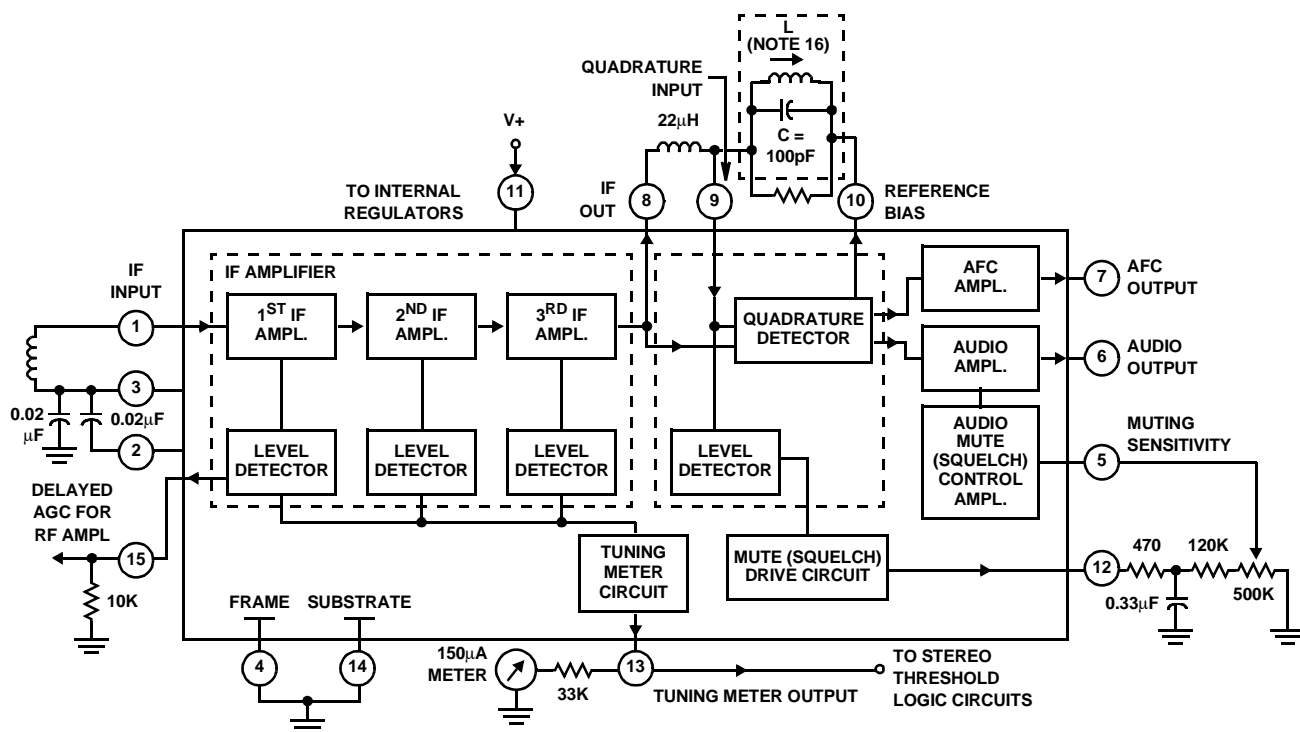 L
(NOTE 16)
QUADRATURE
INPUT
22μH
C =
100pF
V+
TO INTERNAL
REGULATORS
11
IF
OUT
8
9
10
REFERENCE
BIAS
IF
INPUT
1
3
2
0.02
μF
0.02μF
IF AMPLIFIER
1ST IF
AMPL.
2ND IF
AMPL.
3RD IF
AMPL.
QUADRATURE
DETECTOR
AFC
AMPL.
7
AFC
OUTPUT
AUDIO
AMPL.
6
AUDIO
OUTPUT
LEVEL
DETECTOR
LEVEL
DETECTOR
LEVEL
DETECTOR
LEVEL
DETECTOR
AUDIO
MUTE
(SQUELCH)
CONTROL
AMPL.
5
MUTING
SENSITIVITY
DELAYED
AGC FOR
RF AMPL
15
10K
TUNING
METER
CIRCUIT
MUTE (SQUELCH)
DRIVE CIRCUIT
12
470
120K
0.33μF
500K
FRAME
SUBSTRATE
4
14
150μA
METER
33K
13
TUNING METER OUTPUT
TO STEREO
THRESHOLD
LOGIC CIRCUITS